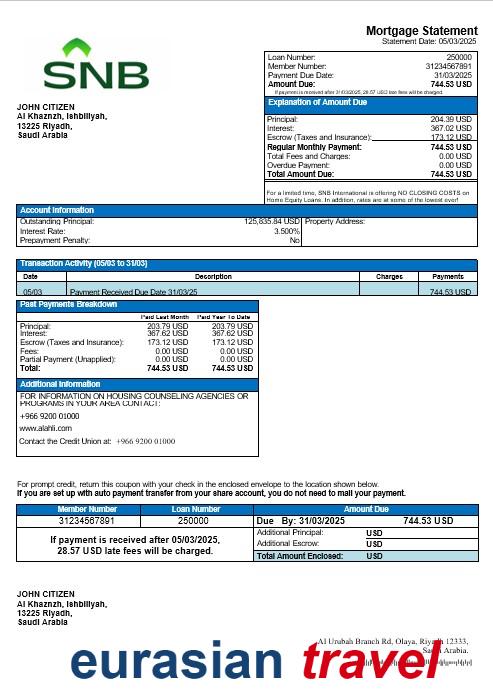 Mortgage Statement
Statement Date: 05/03/2025
SNB
Loan Number: 250000
Member Number: 31234567891
Payment Due Date: 31/03/2025
Amount Due: 744.53 USD
If payment is received after 31/03/2025, 28.57 USD late fees will be charged.
JOHN CITIZEN
Al Khaznzh, Ishbiliyah,
13225 Riyadh,
Saudi Arabia
Explanation of Amount Due
Principal: 204.39 USD
Interest: 367.02 USD
Escrow (Taxes and Insurance): 173.12 USD
Regular Monthly Payment: 744.53 USD
Total Fees and Charges: 0.00 USD
Overdue Payment: 0.00 USD
Total Amount Due: 744.53 USD
For a limited time, SNB International is offering NO CLOSING COSTS on
Home Equity Loans. In addition, rates are at some of the lowest ever!
Account Information
Outstanding Principal: 125,835.84 USD Property Address:
Interest Rate: 3.500%
Prepayment Penalty: No
Transaction Activity (05/03 to 31/03)
Date Description Charges Payments
05/03 Payment Received Due Date 31/03/25 744.53 USD
Past Payments Breakdown
Paid Last Month Paid Year To Date
Principal: 203.79 USD 203.79 USD
Interest: 367.62 USD 367.62 USD
Escrow (Taxes and Insurance): 173.12 USD 173.12 USD
Fees: 0.00 USD 0.00 USD
Partial Payment (Unapplied): 0.00 USD 0.00 USD
Total: 744.53 USD 744.53 USD
Additional Information
FOR INFORMATION ON HOUSING COUNSELING AGENCIES OR
PROGRAMS IN YOUR AREA CONTACT:
+966 9200 01000
www.alahli.com
Contact the Credit Union at: +966 9200 01000
For prompt credit, return this coupon with your check in the enclosed envelope to the location shown below.
If you are set up with auto payment transfer from your share account, you do not need to mail your payment.
Member Number Loan Number Amount Due
31234567891 250000 Due By: 31/03/2025 744.53 USD
If payment is received after 05/03/2025,
28.57 USD late fees will be charged.
Additional Principal: USD
Additional Escrow: USD
Total Amount Enclosed: USD
JOHN CITIZEN
Al Khaznzh, Ishbiliyah,
13225 Riyadh,
Saudi Arabia
Al Urubah Branch Rd, Olaya, Riyadh 12333,
Saudi Arabia.
eurasian travel